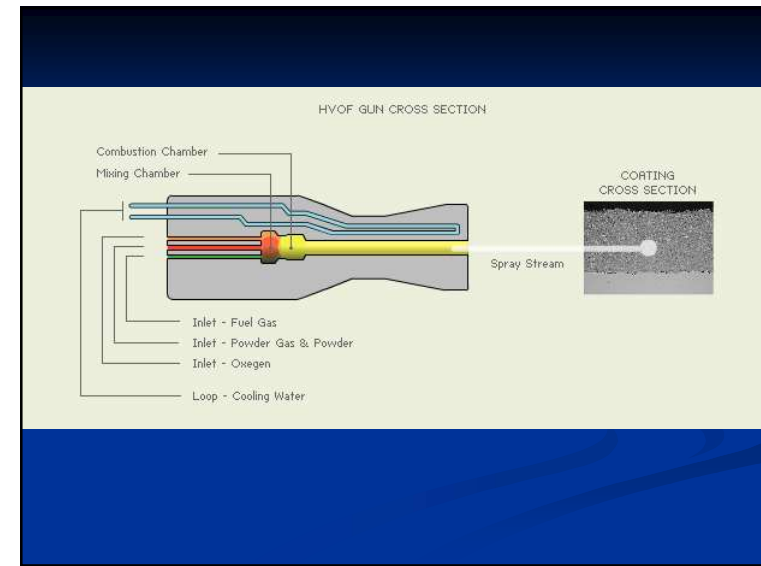 HVOF GUN CROSS SECTION
Combustion Chamber
Mixing Chamber
COATING
CROSS SECTION
Spray Stream
Inlet - Fuel Gas
Inlet - Powder Gas & Powder
Inlet - Oxegen
Loop - Cooling Water